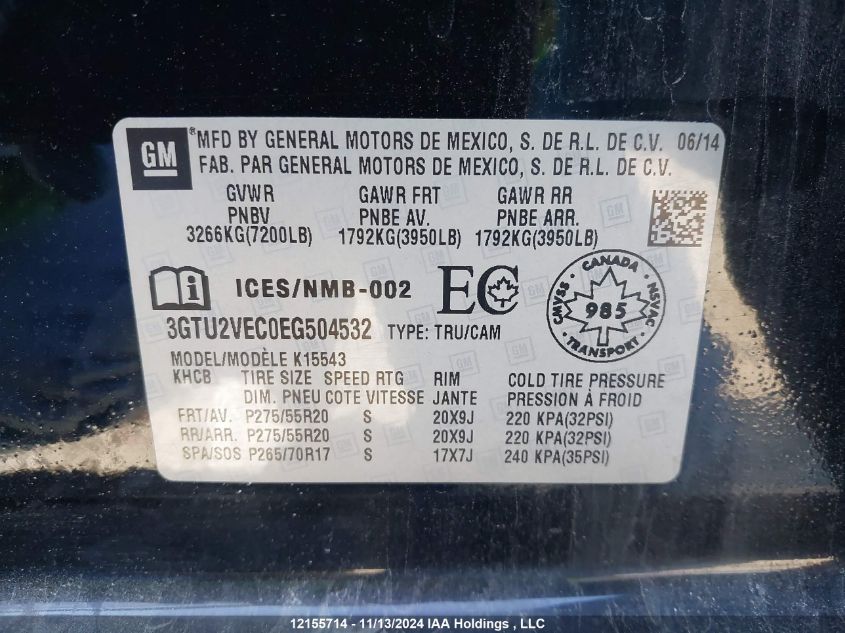 GM ® MFD BY GENERAL MOTORS DE MEXICO, S. DE R.L. DE C.V. 06/14
FAB. PAR GENERAL MOTORS DE MEXICO, S. DE R.L. DE C.V.
GVWR GAWR FRT GAWR RR
PNBV PNBE AV. PNBE ARR.
3266KG(7200LB) 1792KG(3950LB) 1792KG(3950LB)
i ICES/NMB-002 EC CANADA CMVSS NSVAC 985 TRANSPORT
3GTU2VEC0EG504532 TYPE: TRU/CAM
MODEL/MODÈLE K15543
KHCB TIRE SIZE SPEED RTG RIM COLD TIRE PRESSURE
DIM. PNEU COTE VITESSE JANTE PRESSION À FROID
FRT/AV. P275/55R20 S 20X9J 220 KPA(32PSI)
RR/ARR. P275/55R20 S 20X9J 220 KPA(32PSI)
SPA/SOS P265/70R17 S 17X7J 240 KPA(35PSI)
12155714 - 11/13/2024 IAA Holdings , LLC